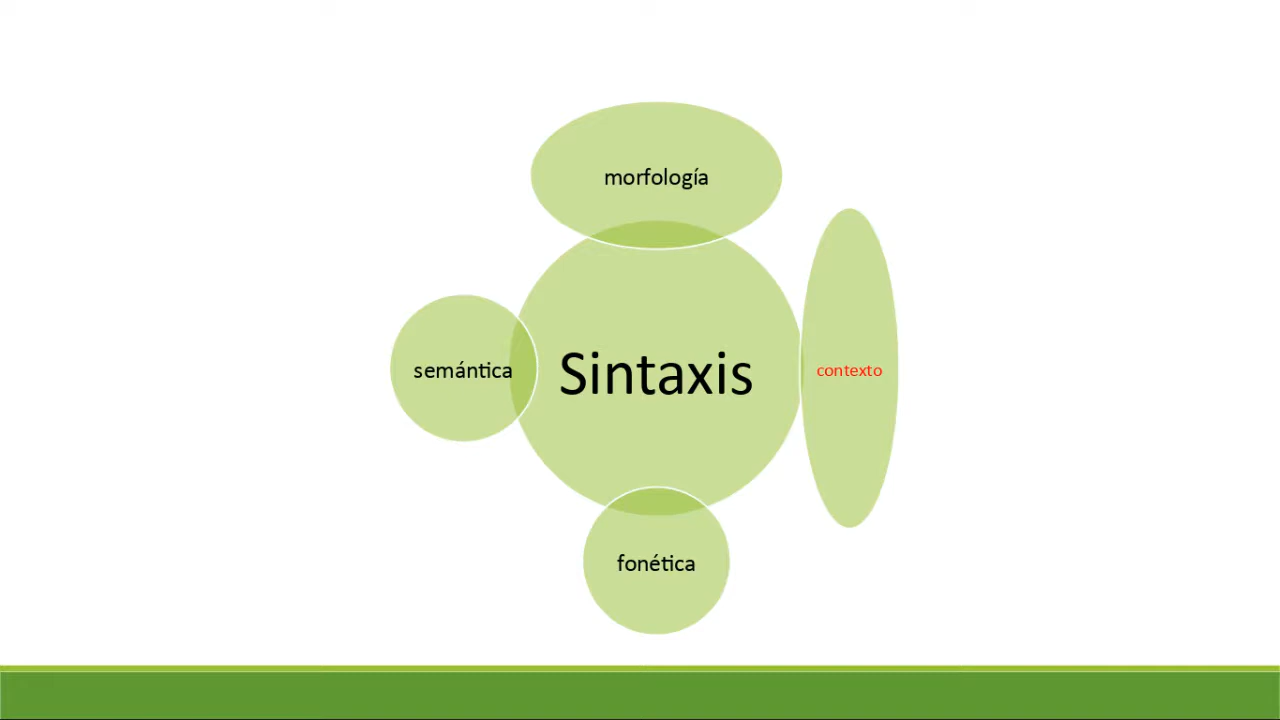 morfología
semántica
Sintaxis
contexto
fonética